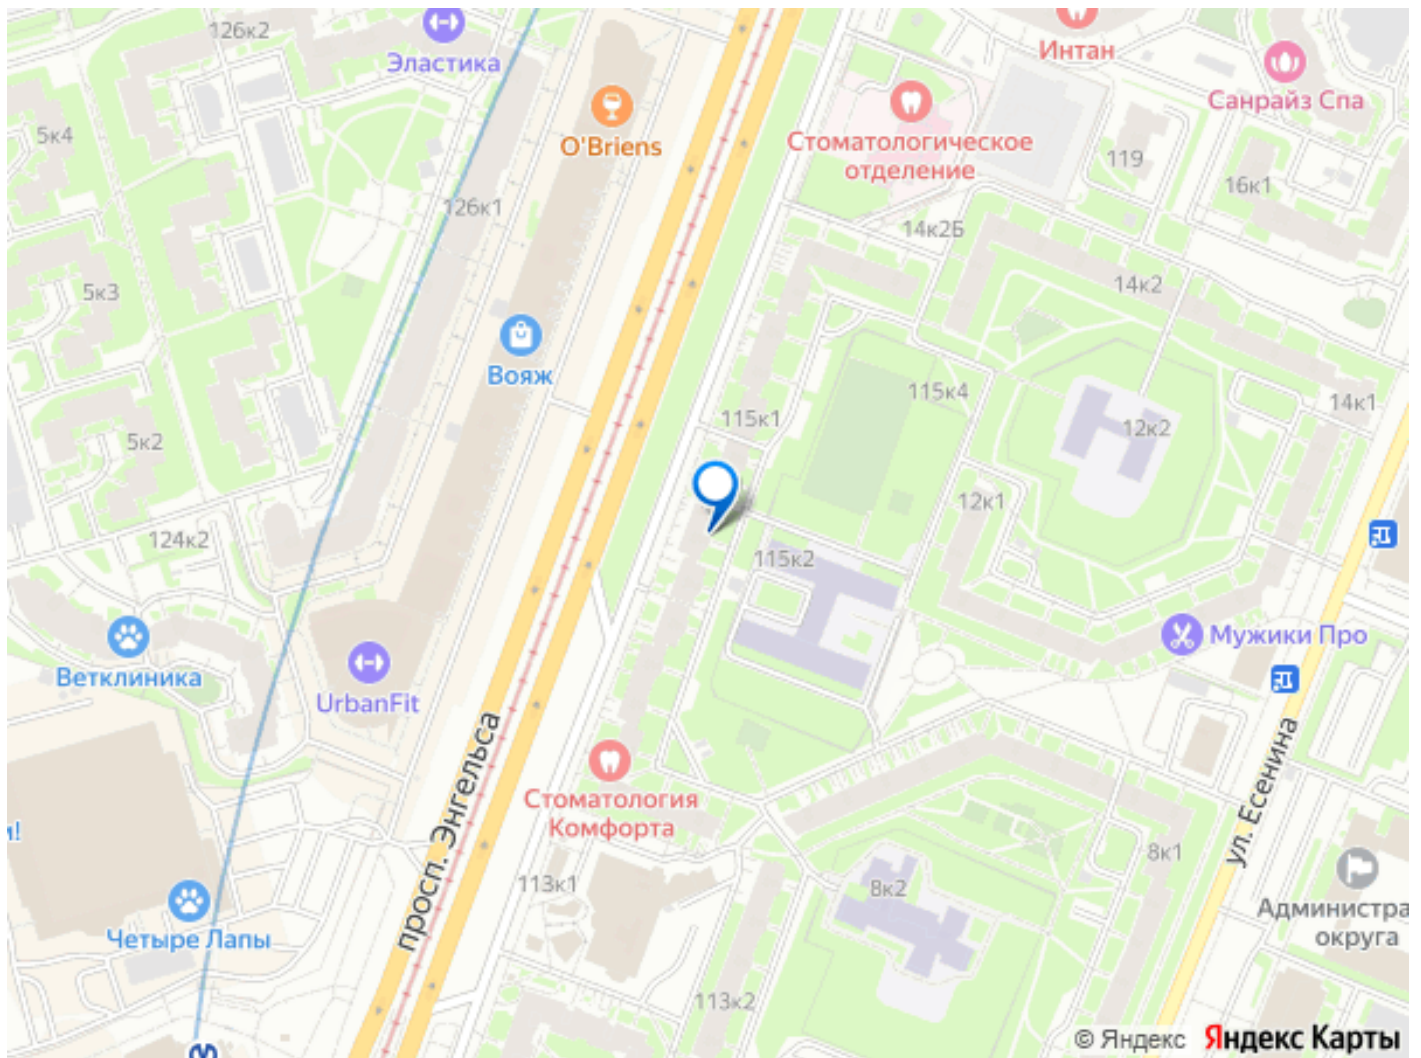 126к2
Эластика
Интан
Санрайз Спа
5к4
O'Briens
Стоматологическое
отделение
119
16к1
126к1
14к2Б
5к3
14к2
Вояж
115к4
14к1
115к1
12к2
5к2
12к1
124к2
115к2
Мужики Про
Ветклиника
UrbanFit
просп. Энгельса
ул. Есенина
Стоматология
Комфорта
и!
8к1
113к1
8к2
Администра
округа
Четыре Лапы
113к2
© Яндекс Яндекс Карты